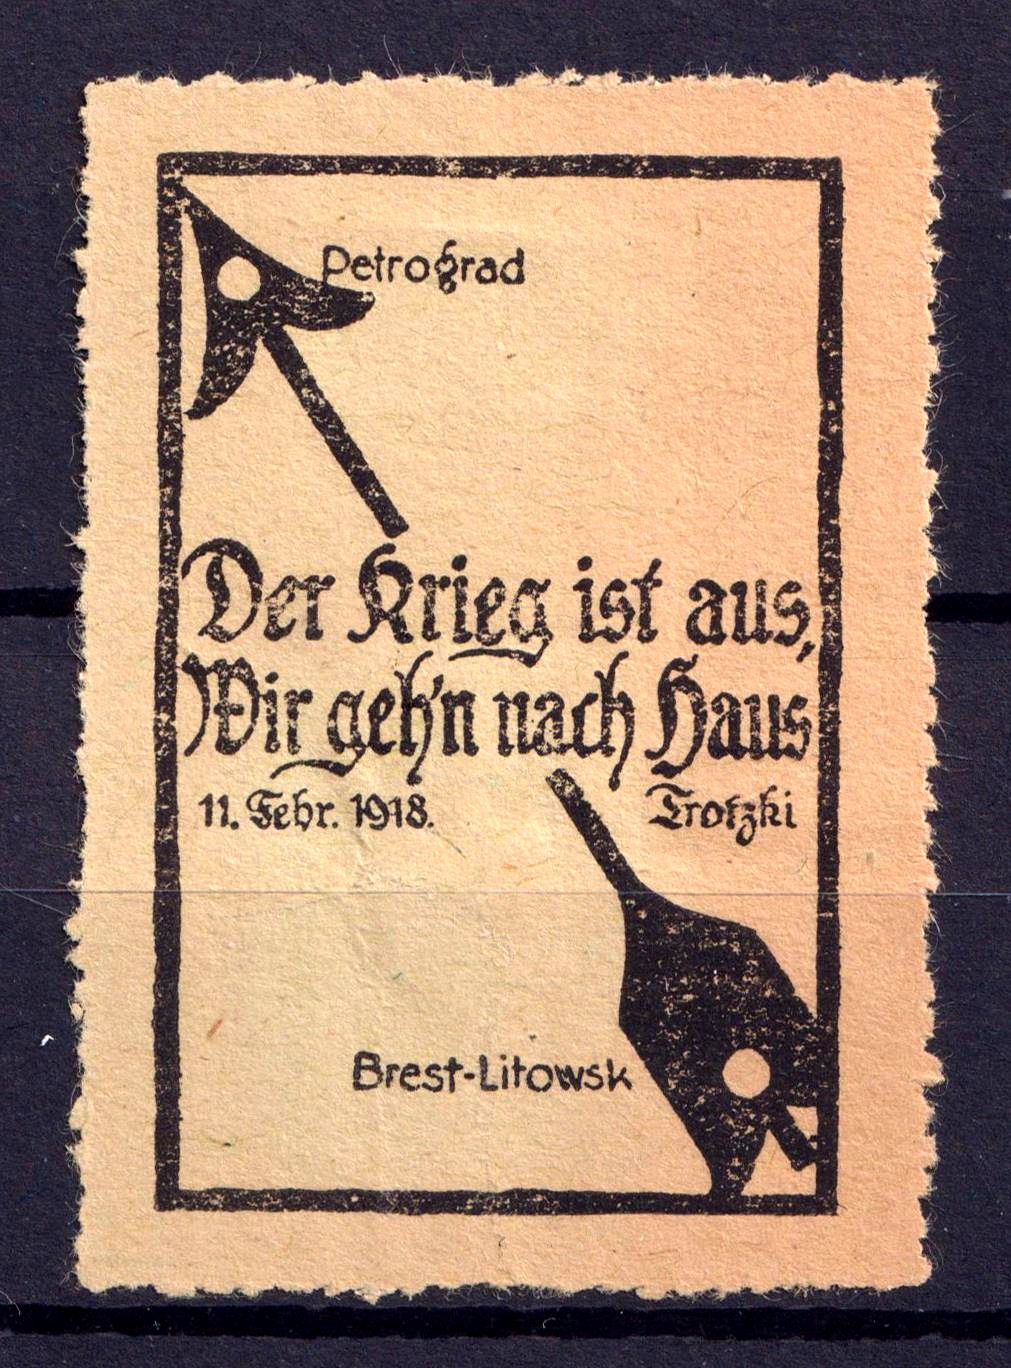 Petrograd
Der Krieg ist aus,
Wir geh'n nach Haus
11. Febr. 1918. Trotzki
Brest-Litowsk